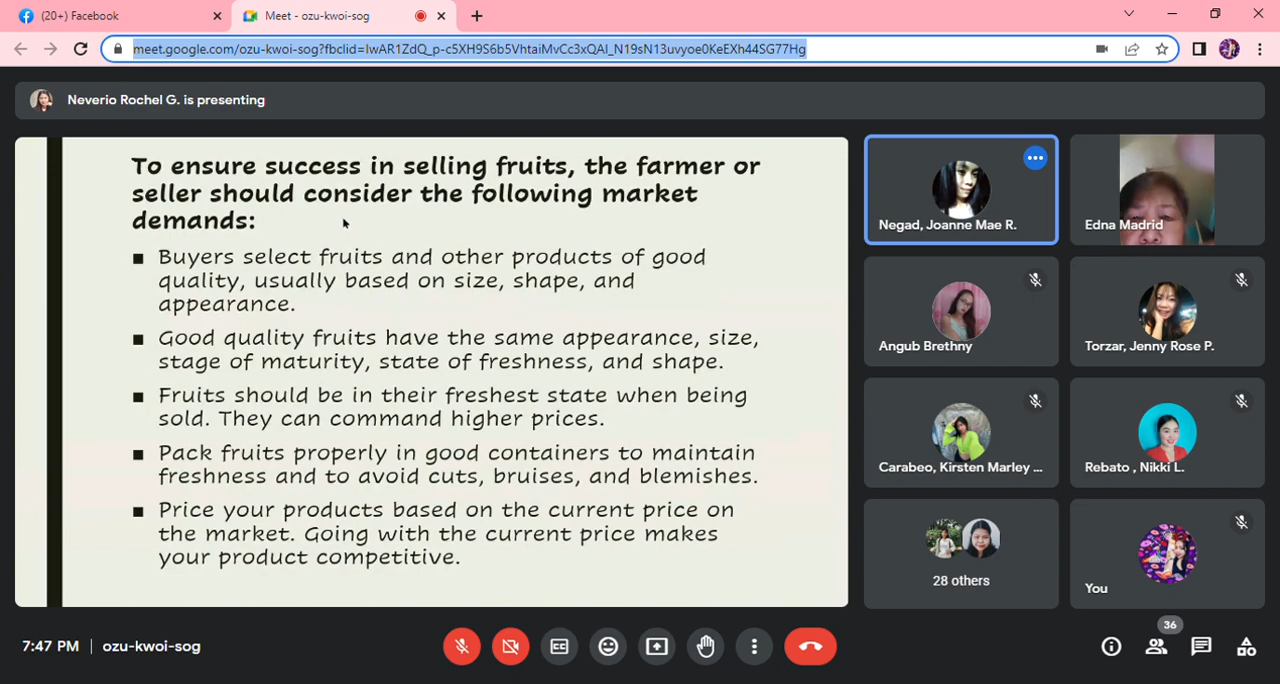 (20+) Facebook
Meet - ozu-kwoi-sog
meet.google.com/ozu-kwoi-sog?fbclid=IwAR1ZdQ_p-c5XH9S6b5VhtaiMvCc3xQAI_N19sN13uvyoe0KeEXh44SG77Hg
Neverio Rochel G. is presenting
To ensure success in selling fruits, the farmer or
seller should consider the following market
demands:
Buyers select fruits and other products of good
quality, usually based on size, shape, and
appearance.
Good quality fruits have the same appearance, size,
stage of maturity, state of freshness, and shape.
Fruits should be in their freshest state when being
sold. They can command higher prices.
Pack fruits properly in good containers to maintain
freshness and to avoid cuts, bruises, and blemishes.
Price your products based on the current price on
the market. Going with the current price makes
your product competitive.
Negad, Joanne Mae R.
Edna Madrid
Angub Brethny
Torzar, Jenny Rose P.
Carabeo, Kirsten Marley ...
Rebato , Nikki L.
28 others
You
7:47 PM | ozu-kwoi-sog
36